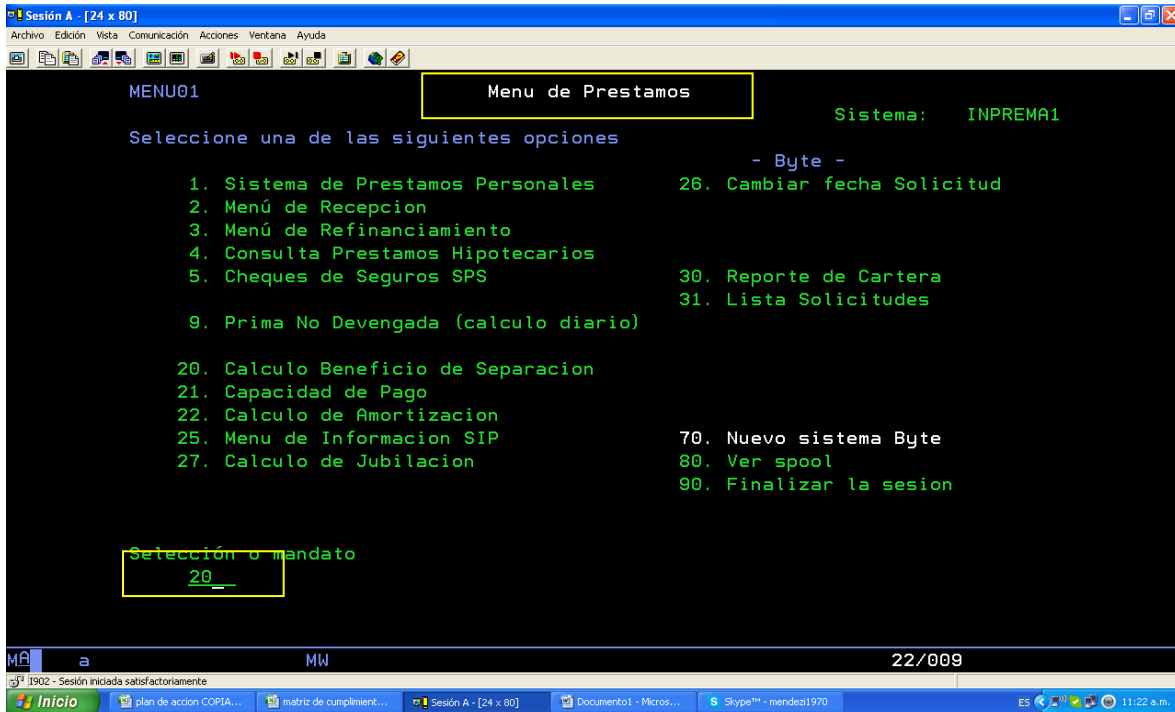 Sesión A - [24 x 80]
Archivo Edición Vista Comunicación Acciones Ventana Ayuda
MENU01 Menu de Prestamos
Sistema: INPREMA1
Seleccione una de las siguientes opciones
- Byte -
1. Sistema de Prestamos Personales 26. Cambiar fecha Solicitud
2. Menú de Recepcion
3. Menú de Refinanciamiento
4. Consulta Prestamos Hipotecarios
5. Cheques de Seguros SPS 30. Reporte de Cartera
31. Lista Solicitudes
9. Prima No Devengada (calculo diario)
20. Calculo Beneficio de Separacion
21. Capacidad de Pago
22. Calculo de Amortizacion
25. Menu de Informacion SIP 70. Nuevo sistema Byte
27. Calculo de Jubilacion 80. Ver spool
90. Finalizar la sesion
Selección o mandato
20
MA a MW 22/009
I902 - Sesión iniciada satisfactoriamente
Inicio plan de accion COPIA... matriz de cumplimient... Sesión A - [24 x 80] Documento1 - Micros... Skype™ - mendezi1970 ES 11:22 a.m.